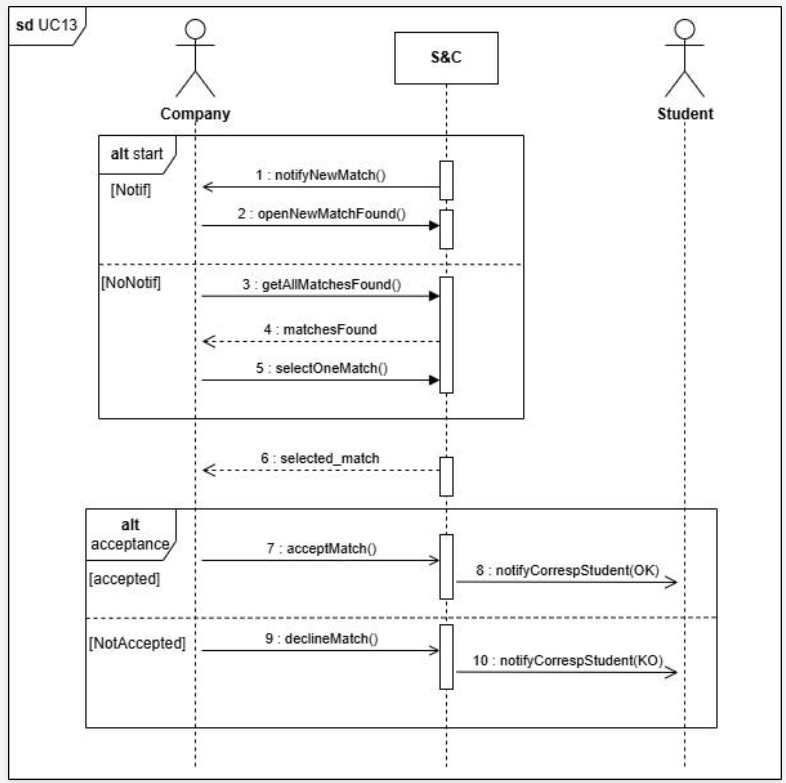 sd UC13
S&C
Company
Student
alt start
[Notif]
1 : notifyNewMatch()
2 : openNewMatchFound()
[NoNotif]
3 : getAllMatchesFound()
4 : matchesFound
5 : selectOneMatch()
6 : selected_match
alt
acceptance
7 : acceptMatch()
[accepted]
8 : notifyCorrespStudent(OK)
[NotAccepted]
9 : declineMatch()
10 : notifyCorrespStudent(KO)